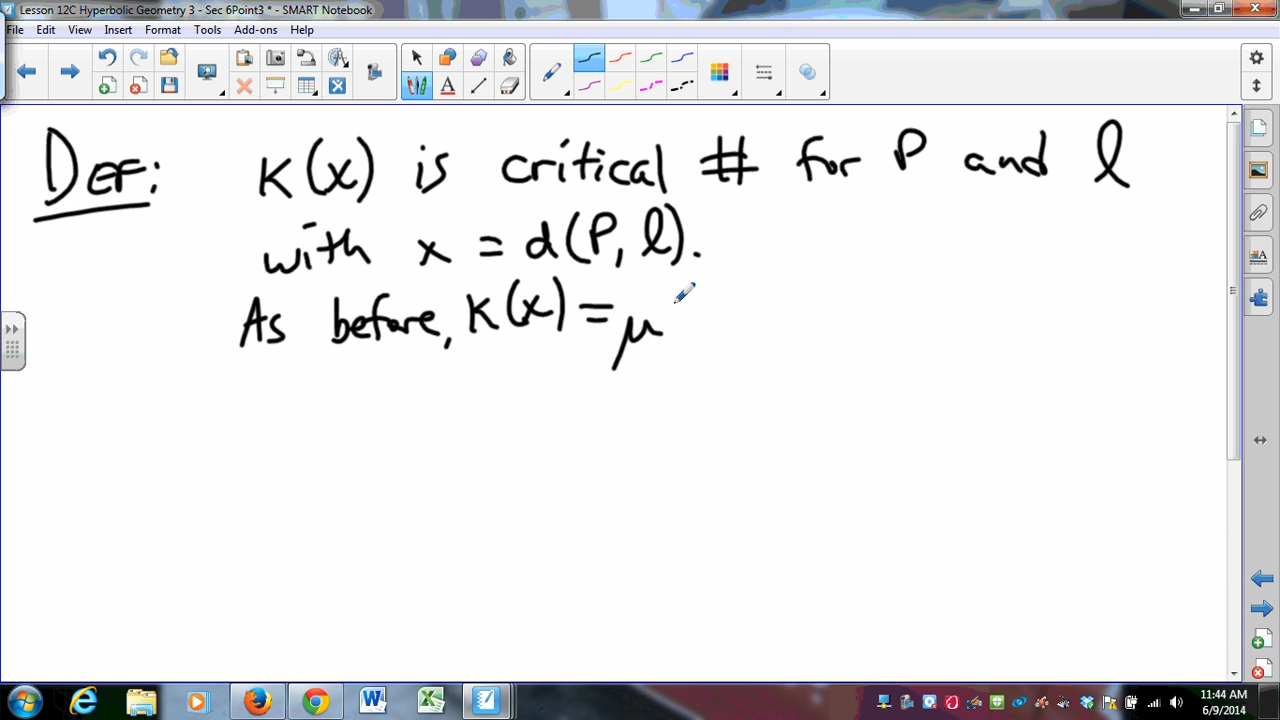 Lesson 12C Hyperbolic Geometry 3 - Sec 6Point3 * - SMART Notebook
File Edit View Insert Format Tools Add-ons Help
DEF: K(x) is critical # for P and l
with x = d(P, l).
As before, K(x) = μ
11:44 AM
6/9/2014